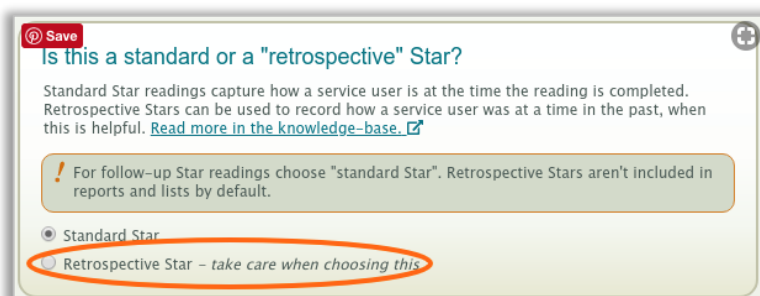 Save
Is this a standard or a "retrospective" Star?
Standard Star readings capture how a service user is at the time the reading is completed.
Retrospective Stars can be used to record how a service user was at a time in the past, when
this is helpful. Read more in the knowledge-base.
! For follow-up Star readings choose "standard Star". Retrospective Stars aren't included in
reports and lists by default.
Standard Star
Retrospective Star – take care when choosing this